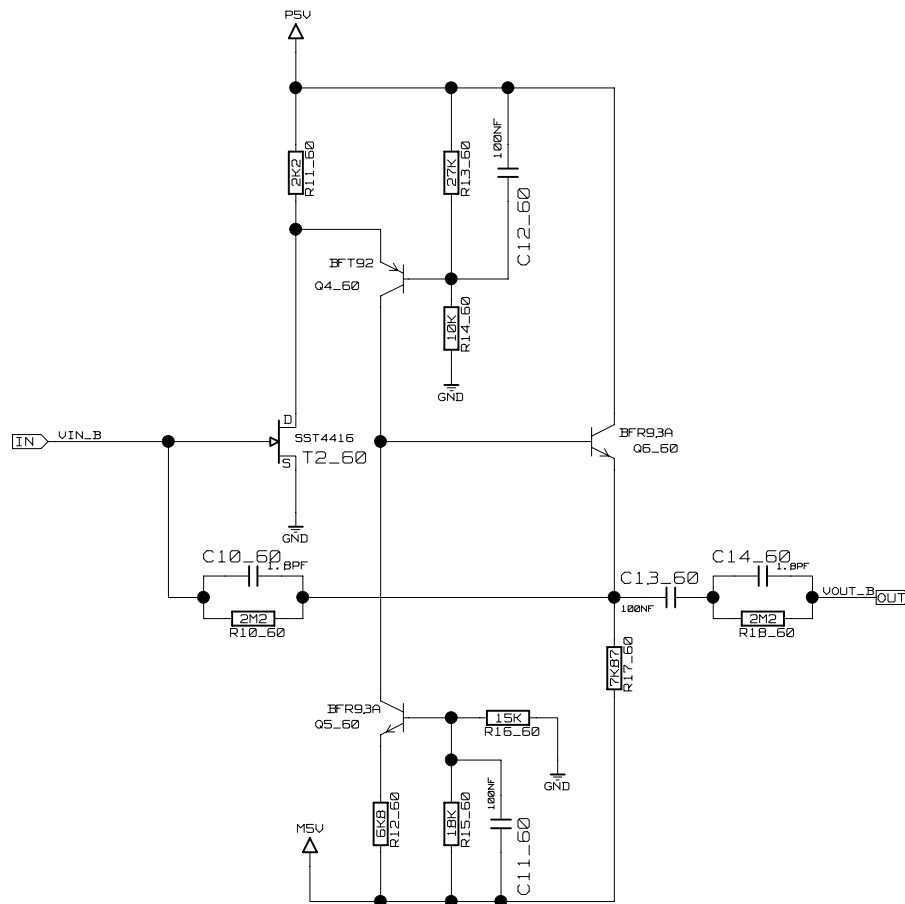 P5V
2K2
R11_60
27K
R13_60
100NF
C12_60
BFT92
Q4_60
10K
R14_60
GND
IN
VIN_B
D
SST4416
S
T2_60
BFR93A
Q6_60
GND
C10_60
1.8PF
2M2
R10_60
C13_60
100NF
C14_60
1.8PF
VOUT_B
OUT
2M2
R18_60
7K87
R17_60
BFR93A
Q5_60
15K
R16_60
GND
M5V
6K8
R12_60
18K
R15_60
100NF
C11_60